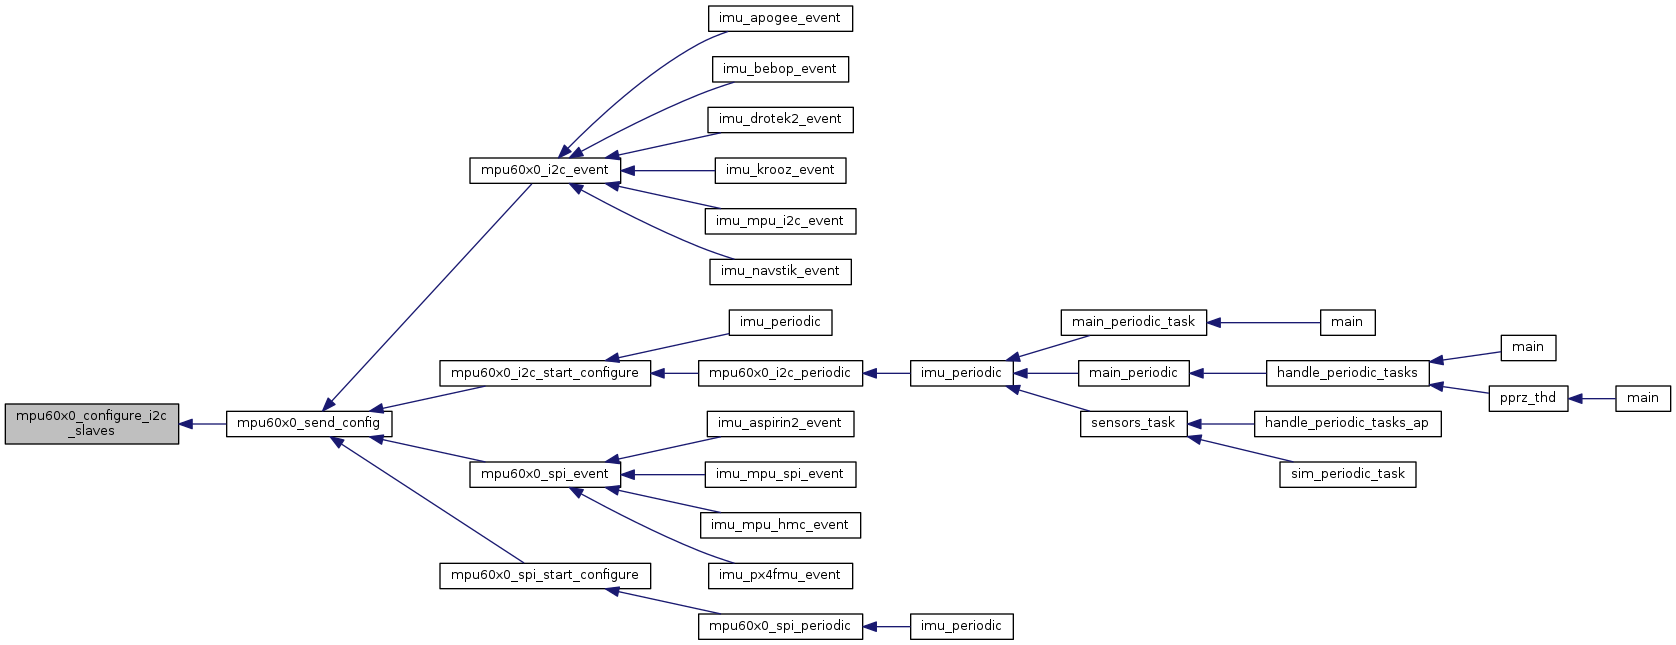 imu_apogee_event
imu_bebop_event
imu_drotek2_event
mpu60x0_i2c_event
imu_krooz_event
imu_mpu_i2c_event
imu_navstik_event
imu_periodic
main_periodic_task
main
main
mpu60x0_i2c_start_configure
mpu60x0_i2c_periodic
imu_periodic
main_periodic
handle_periodic_tasks
pprz_thd
main
mpu60x0_configure_i2c
_slaves
mpu60x0_send_config
imu_aspirin2_event
sensors_task
handle_periodic_tasks_ap
mpu60x0_spi_event
imu_mpu_spi_event
sim_periodic_task
imu_mpu_hmc_event
mpu60x0_spi_start_configure
imu_px4fmu_event
mpu60x0_spi_periodic
imu_periodic